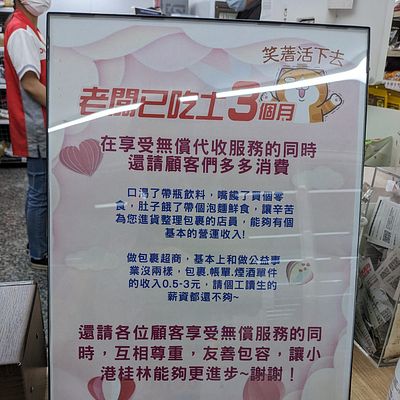 笑著活下去
老闆已吃土3個月
在享受無償代收服務的同時
還請顧客們多多消費
口渴了帶瓶飲料,嘴饞了買個零
食,肚子餓了帶個泡麵鮮食,讓辛苦
為您進貨整理包裹的店員,能夠有個
基本的營運收入!
做包裹超商,基本上和做公益事
業沒兩樣,包裹.帳單.煙酒單件
的收入0.5-3元,請個工讀生的
薪資都還不夠~
還請各位顧客享受無償服務的同
時,互相尊重,友善包容,讓小
港桂林能夠更進步~謝謝!